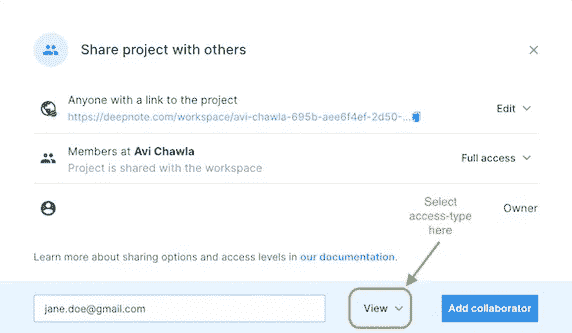 Share project with others
Anyone with a link to the project
Edit
https://deepnote.com/workspace/avi-chawla-695b-aee6f4ef-2d50-...
Members at Avi Chawla
Full access
Project is shared with the workspace
Select
access-type
here
Owner
Learn more about sharing options and access levels in our documentation.
jane.doe@gmail.com
View
Add collaborator